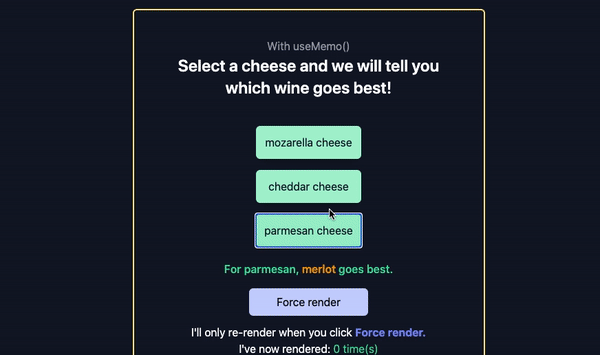 With useMemo()
Select a cheese and we will tell you
which wine goes best!
mozarella cheese
cheddar cheese
parmesan cheese
For parmesan, merlot goes best.
Force render
I'll only re-render when you click Force render.
I've now rendered: 0 time(s)